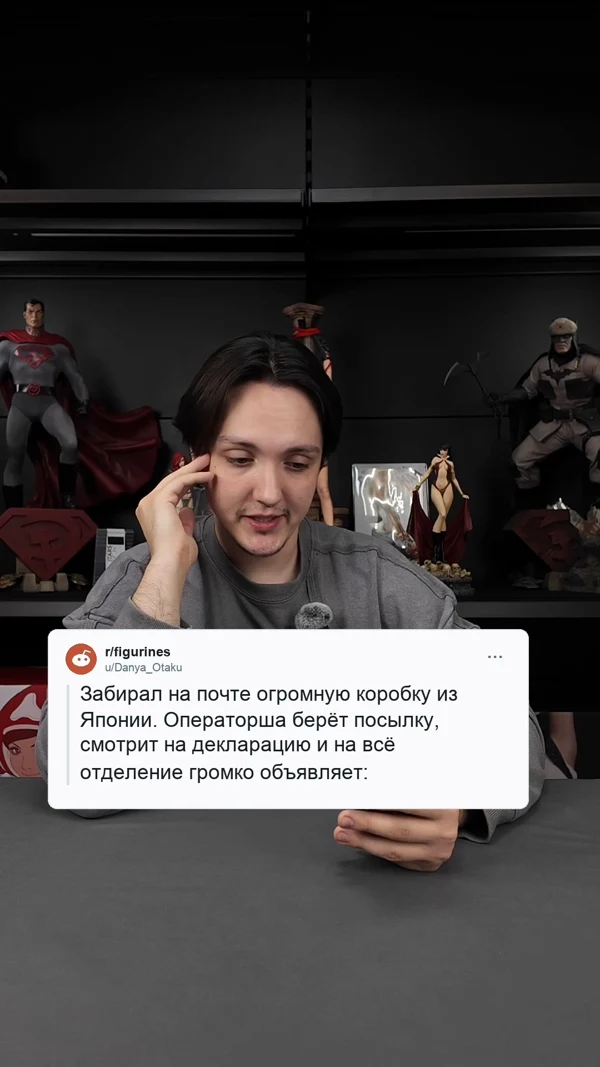 r/figurines
u/Danya_Otaku
Забирал на почте огромную коробку из
Японии. Операторша берёт посылку,
смотрит на декларацию и на всё
отделение громко объявляет: